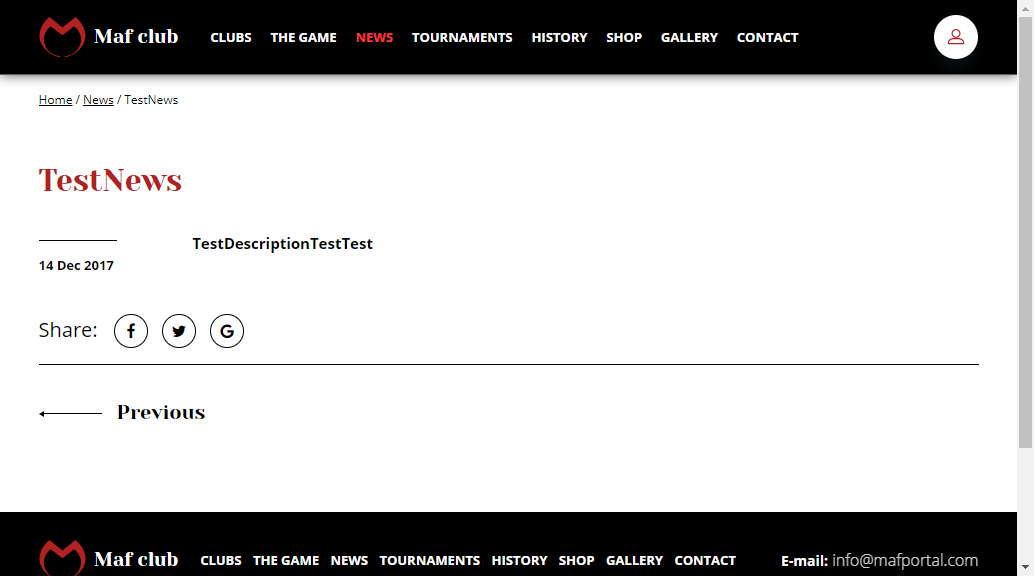 Maf club CLUBS THE GAME NEWS TOURNAMENTS HISTORY SHOP GALLERY CONTACT
Home / News / TestNews
TestNews
TestDescriptionTestTest
14 Dec 2017
Share:
Previous
Maf club CLUBS THE GAME NEWS TOURNAMENTS HISTORY SHOP GALLERY CONTACT E-mail: info@mafportal.com